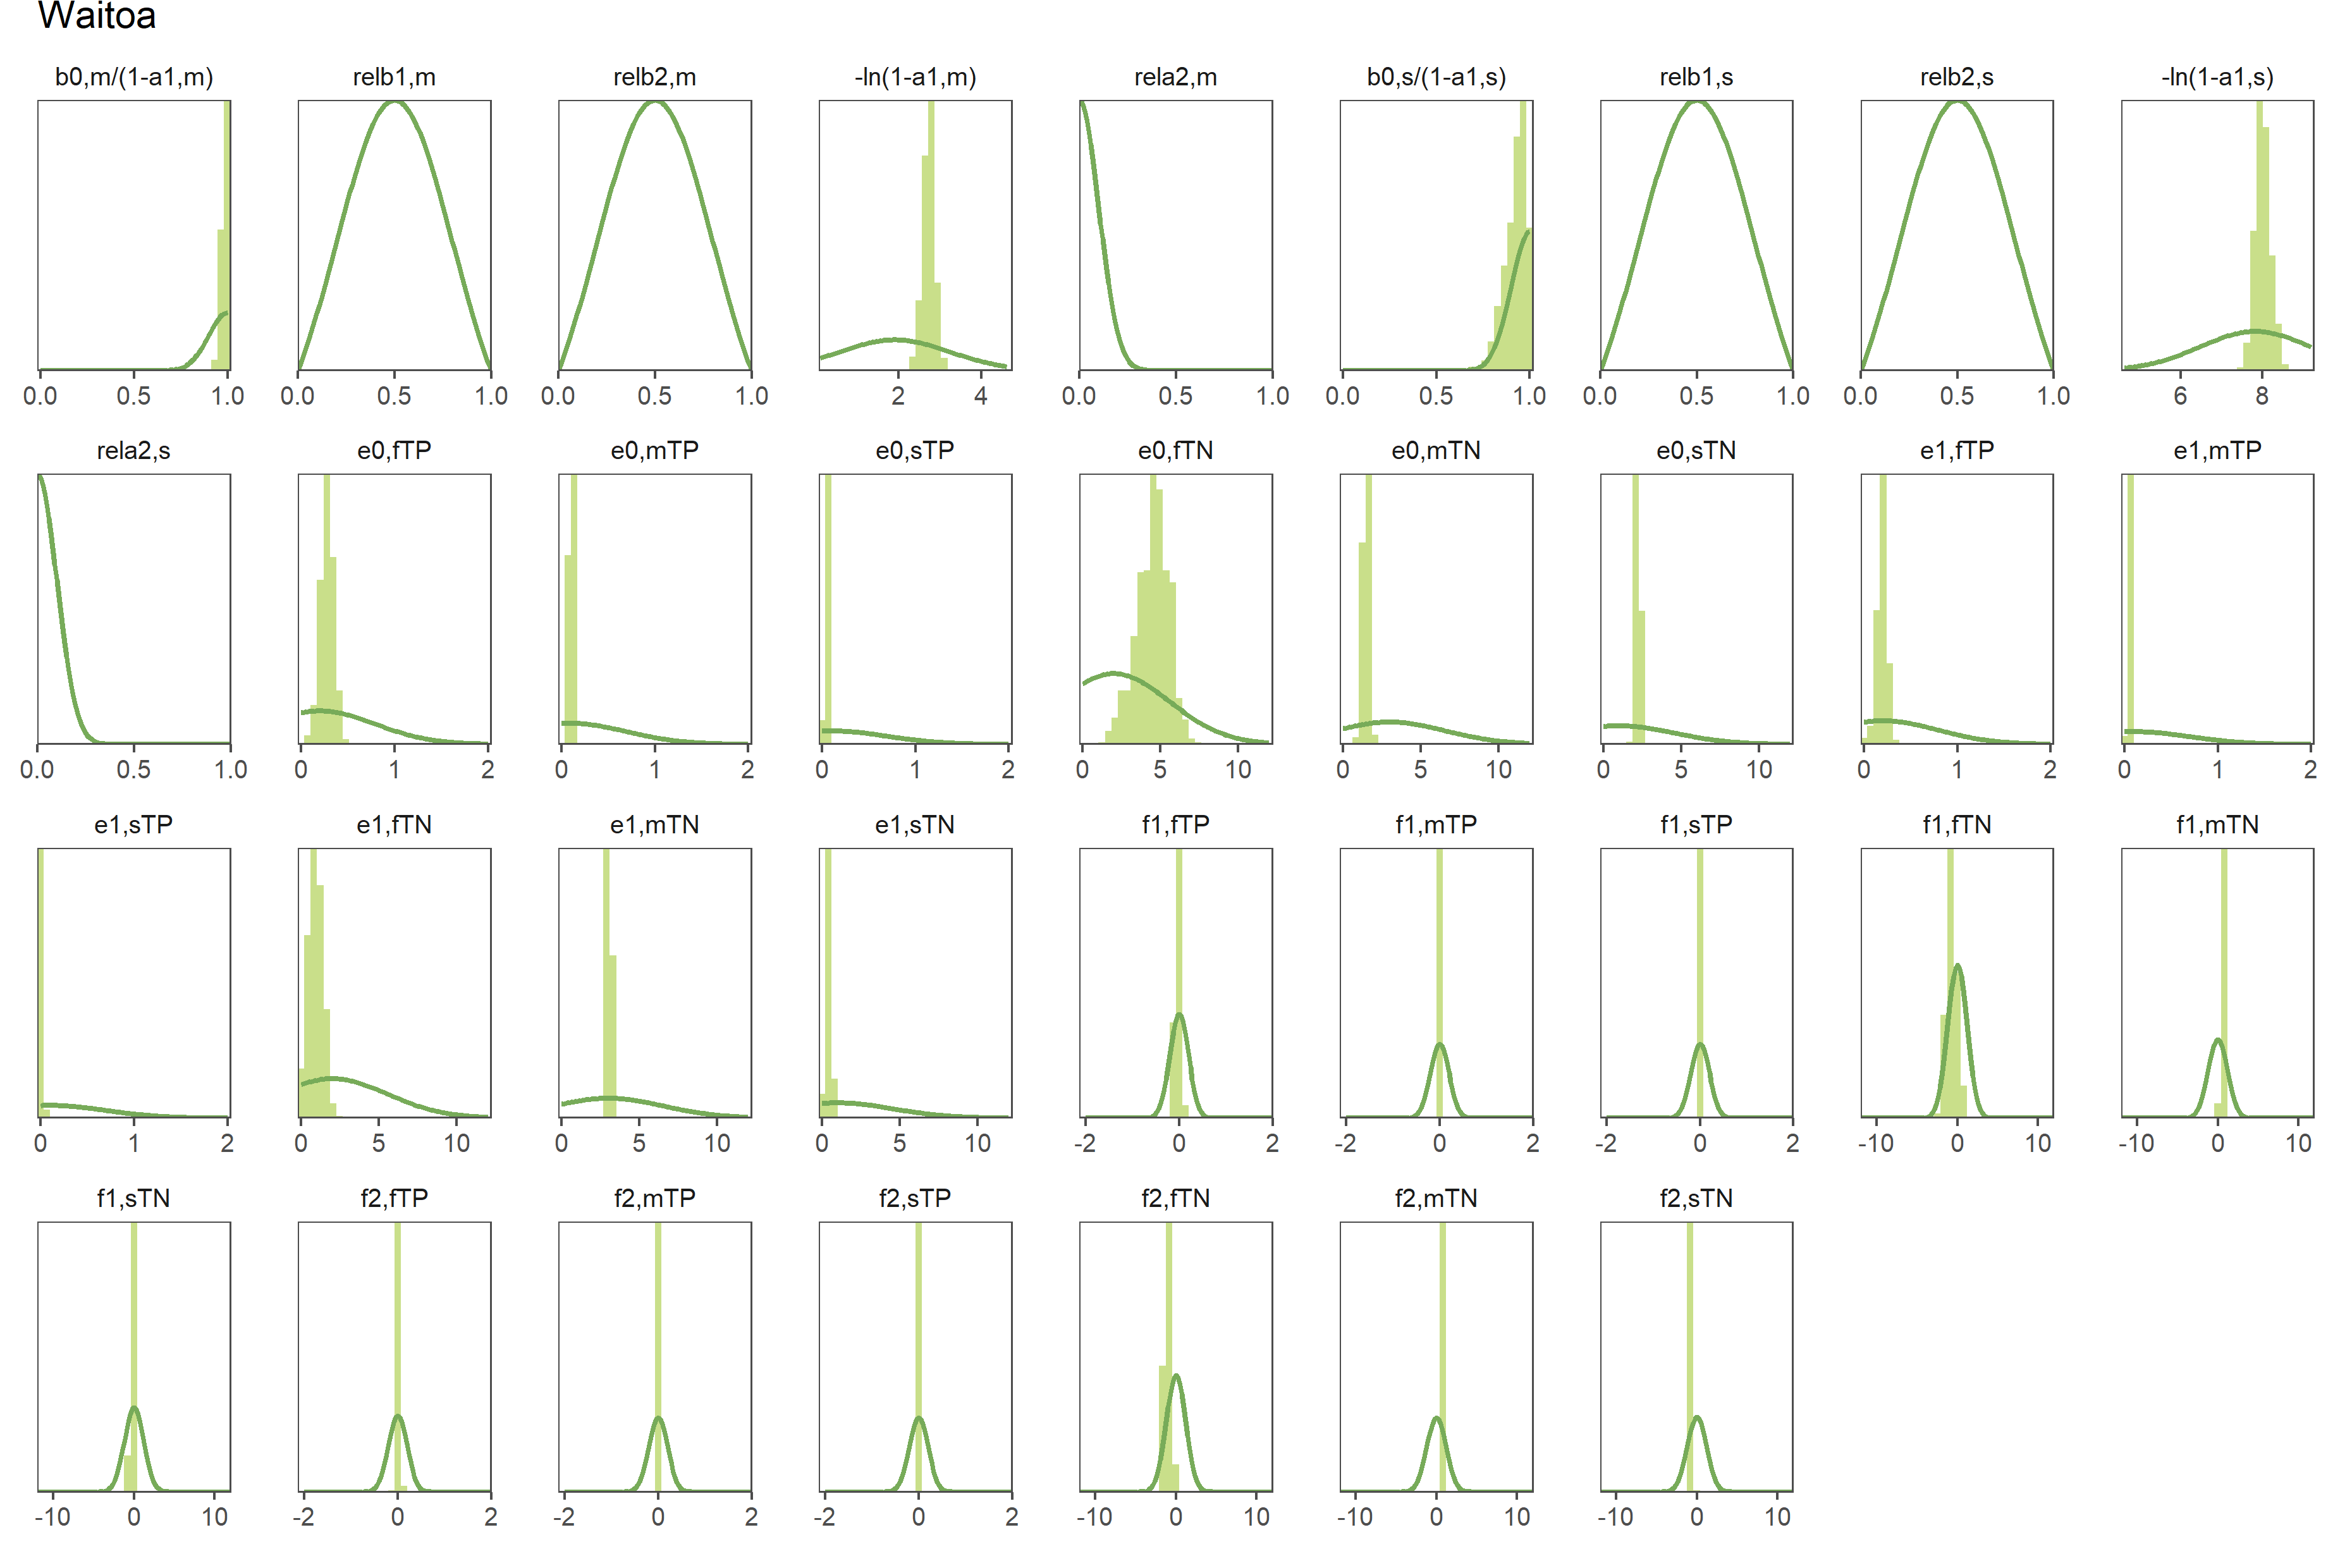 Waitoa
b0,m/(1-a1,m) relb1,m relb2,m -ln(1-a1,m) rela2,m b0,s/(1-a1,s) relb1,s relb2,s -ln(1-a1,s)
0.0 0.5 1.0 0.0 0.5 1.0 0.0 0.5 1.0 2 4 0.0 0.5 1.0 0.0 0.5 1.0 0.0 0.5 1.0 0.0 0.5 1.0 6 8
rela2,s e0,fTP e0,mTP e0,sTP e0,fTN e0,mTN e0,sTN e1,fTP e1,mTP
0.0 0.5 1.0 0 1 2 0 1 2 0 1 2 0 5 10 0 5 10 0 5 10 0 1 2 0 1 2
e1,sTP e1,fTN e1,mTN e1,sTN f1,fTP f1,mTP f1,sTP f1,fTN f1,mTN
0 1 2 0 5 10 0 5 10 0 5 10 -2 0 2 -2 0 2 -2 0 2 -10 0 10 -10 0 10
f1,sTN f2,fTP f2,mTP f2,sTP f2,fTN f2,mTN f2,sTN
-10 0 10 -2 0 2 -2 0 2 -2 0 2 -10 0 10 -10 0 10 -10 0 10